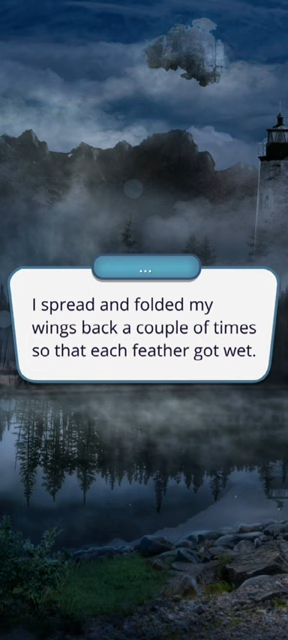 ...
I spread and folded my
wings back a couple of times
so that each feather got wet.